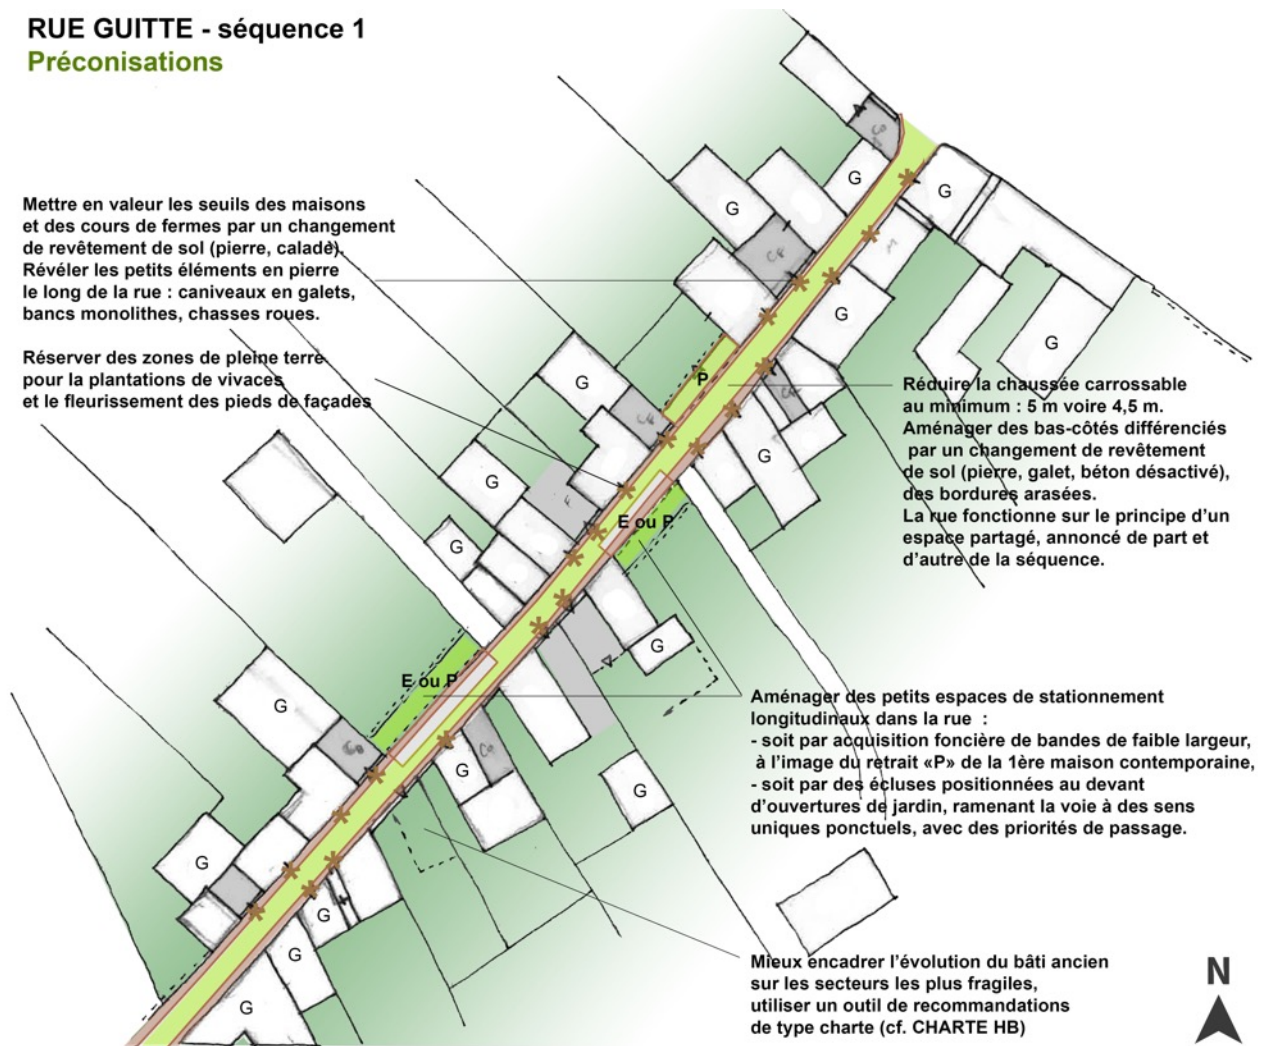 RUE GUITTE - séquence 1
Préconisations
Mettre en valeur les seuils des maisons
et des cours de fermes par un changement
de revêtement de sol (pierre, calade).
Révéler les petits éléments en pierre
le long de la rue : caniveaux en galets,
bancs monolithes, chasses roues.
Réserver des zones de pleine terre
pour la plantations de vivaces
et le fleurissement des pieds de façades
G
G
G
G
G
CF
P
G
CF
G
G
F
E ou P
G
G
E ou P
G
G
G
G
G
G
G
Réduire la chaussée carrossable
au minimum : 5 m voire 4,5 m.
Aménager des bas-côtés différenciés
par un changement de revêtement
de sol (pierre, galet, béton désactivé),
des bordures arasées.
La rue fonctionne sur le principe d'un
espace partagé, annoncé de part et
d'autre de la séquence.
Aménager des petits espaces de stationnement
longitudinaux dans la rue :
- soit par acquisition foncière de bandes de faible largeur,
à l'image du retrait «P» de la 1ère maison contemporaine,
- soit par des écluses positionnées au devant
d'ouvertures de jardin, ramenant la voie à des sens
uniques ponctuels, avec des priorités de passage.
Mieux encadrer l'évolution du bâti ancien
sur les secteurs les plus fragiles,
utiliser un outil de recommandations
de type charte (cf. CHARTE HB)
N